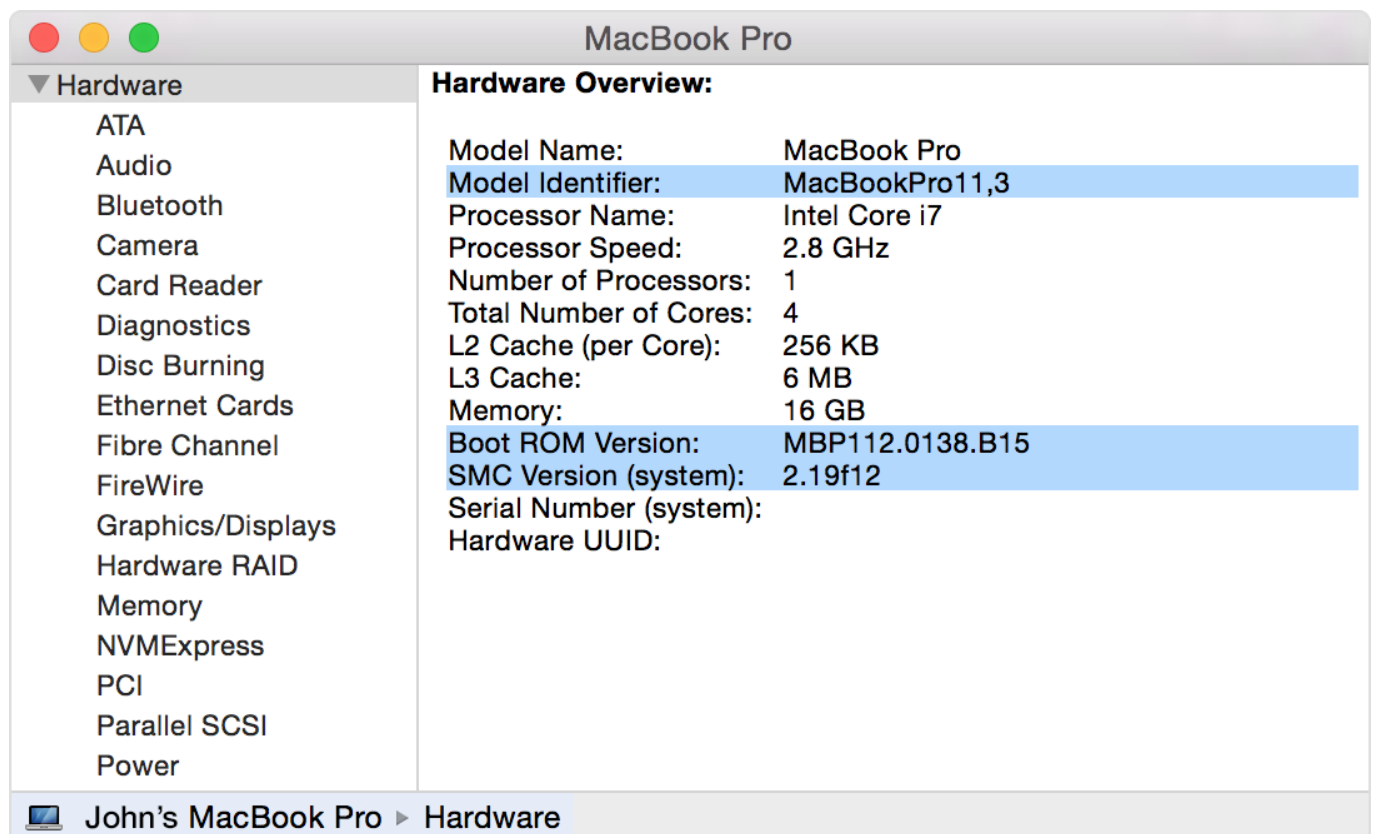 MacBook Pro
Hardware
ATA
Audio
Bluetooth
Camera
Card Reader
Diagnostics
Disc Burning
Ethernet Cards
Fibre Channel
FireWire
Graphics/Displays
Hardware RAID
Memory
NVMExpress
PCI
Parallel SCSI
Power
Hardware Overview:
Model Name: MacBook Pro
Model Identifier: MacBookPro11,3
Processor Name: Intel Core i7
Processor Speed: 2.8 GHz
Number of Processors: 1
Total Number of Cores: 4
L2 Cache (per Core): 256 KB
L3 Cache: 6 MB
Memory: 16 GB
Boot ROM Version: MBP112.0138.B15
SMC Version (system): 2.19f12
Serial Number (system):
Hardware UUID:
John’s MacBook Pro ▸ Hardware